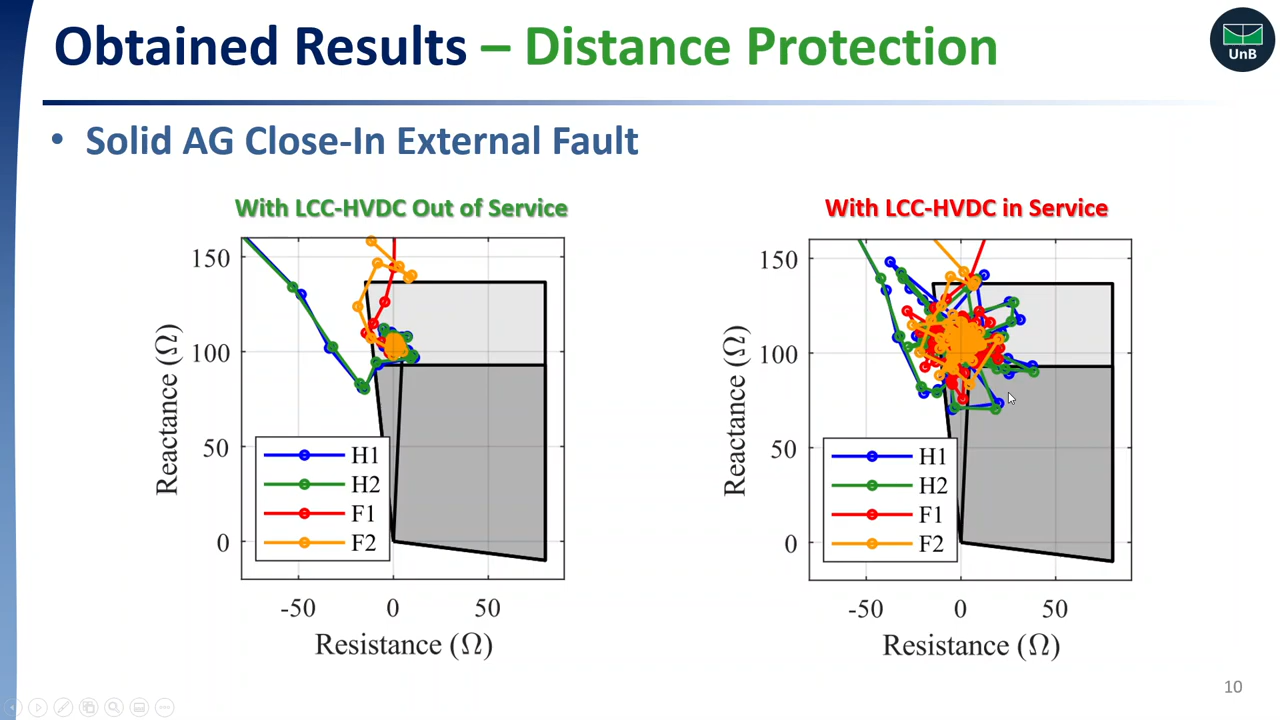 Obtained Results – Distance Protection
UnB
• Solid AG Close-In External Fault
With LCC-HVDC Out of Service
150
100
50
0
-50
0
50
Reactance (Ω)
Resistance (Ω)
H1
H2
F1
F2
With LCC-HVDC in Service
150
100
50
0
-50
0
50
Reactance (Ω)
Resistance (Ω)
H1
H2
F1
F2
10